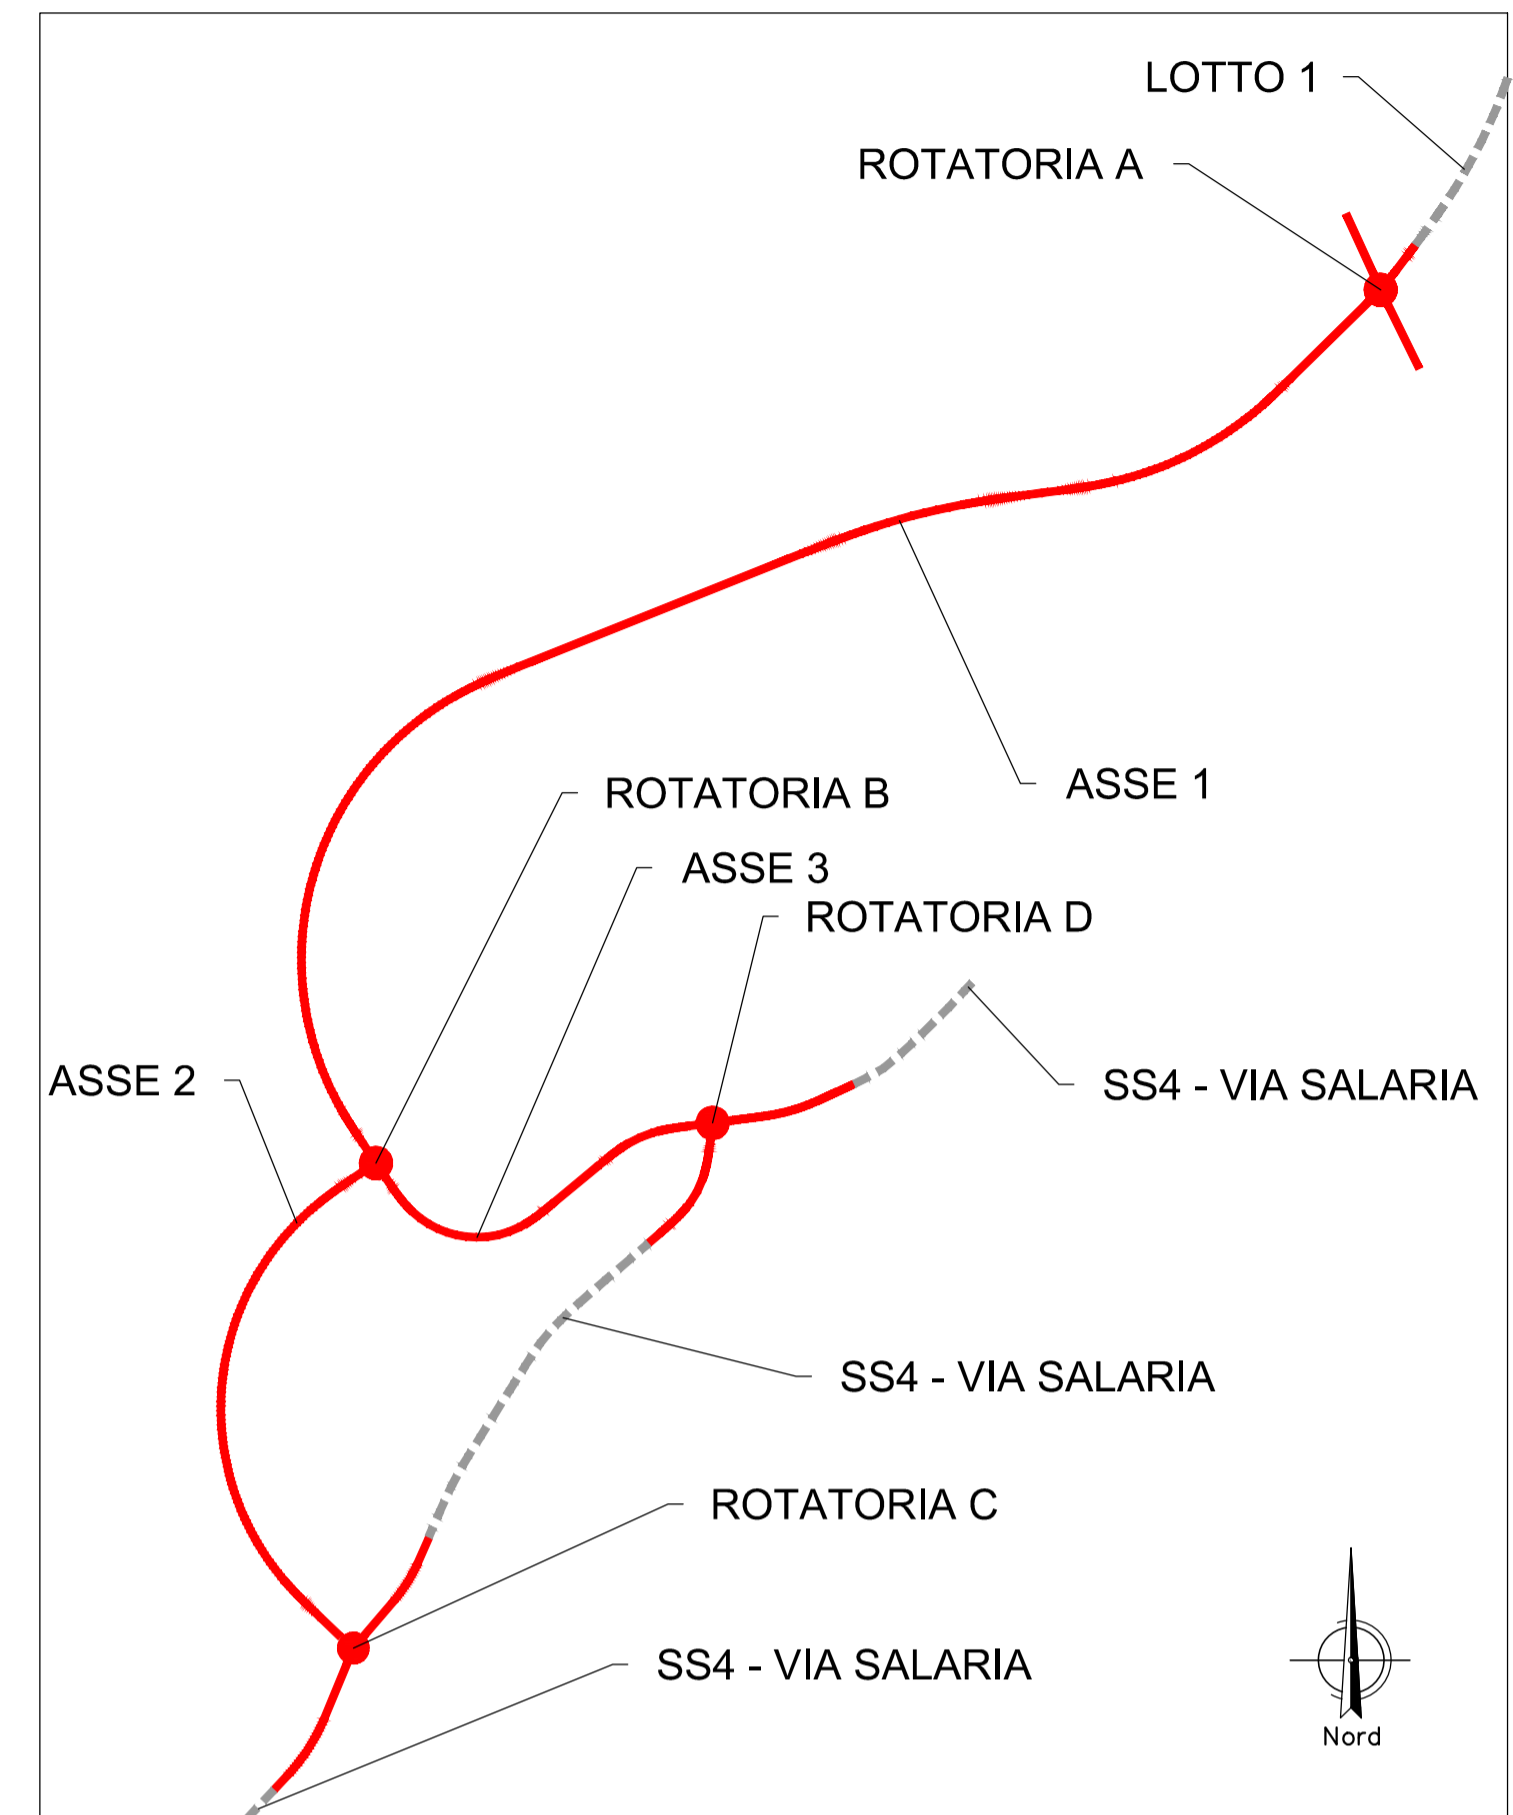 LOTTO 1
ROTATORIA A
ASSE 1
ROTATORIA B
ASSE 3
ROTATORIA D
ASSE 2
SS4 - VIA SALARIA
SS4 - VIA SALARIA
ROTATORIA C
SS4 - VIA SALARIA
Nord